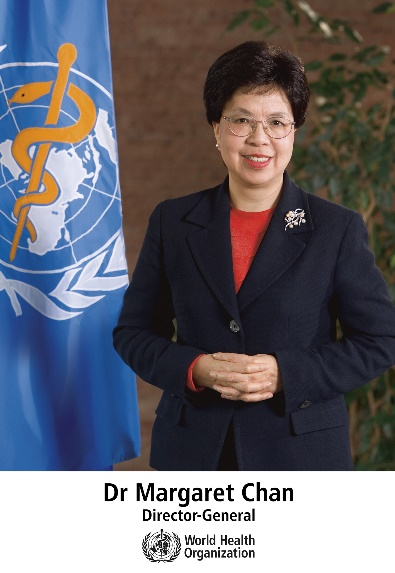 Dr Margaret Chan
Director-General
World Health
Organization